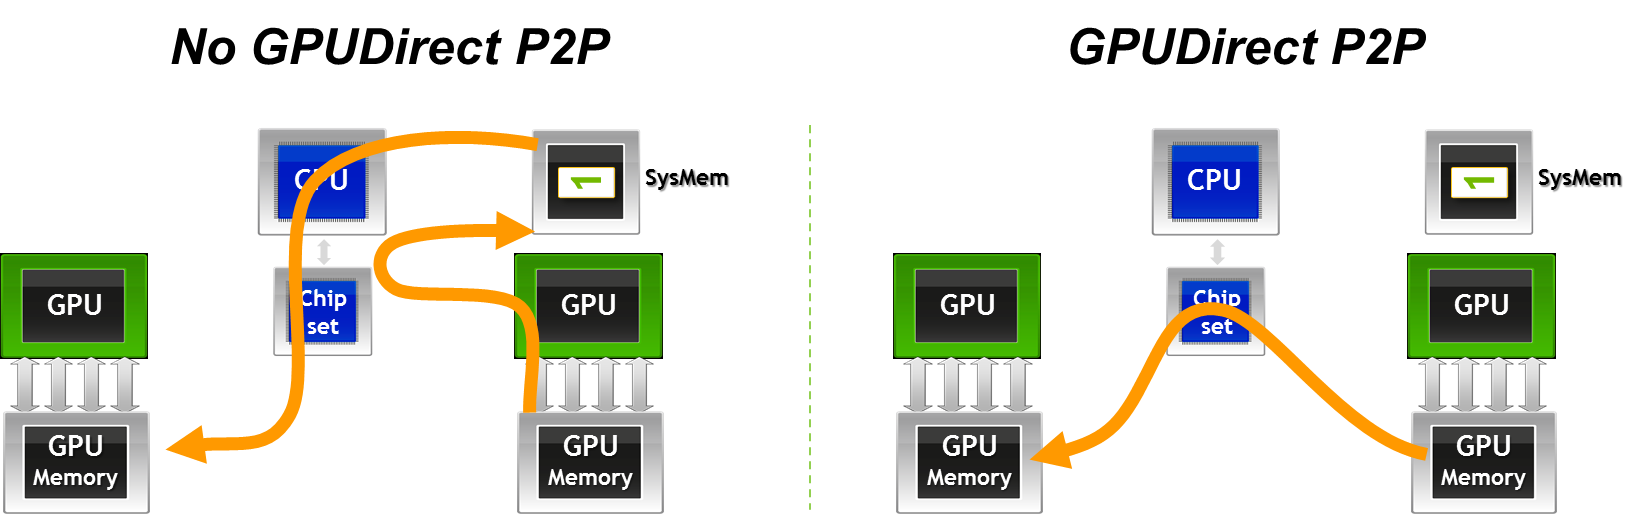 No GPUDirect P2P
CPU
SysMem
GPU
Chip
set
GPU
GPU
Memory
GPU
Memory
GPUDirect P2P
CPU
SysMem
GPU
Chip
set
GPU
GPU
Memory
GPU
Memory